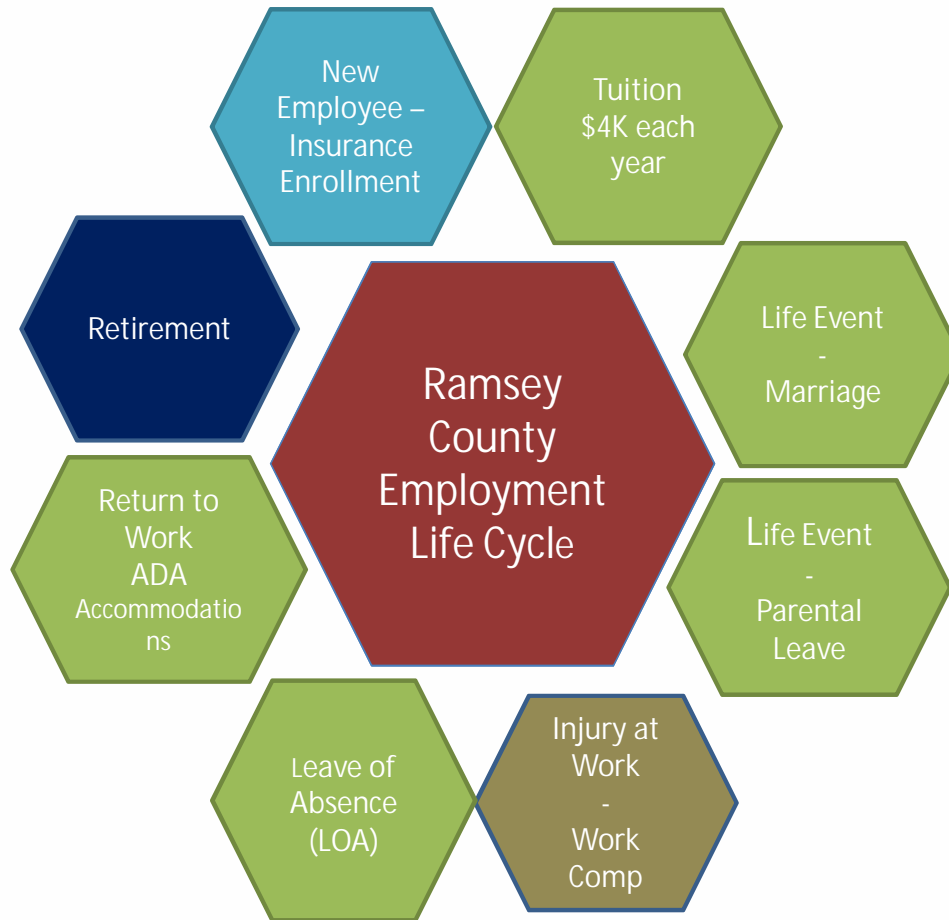 New
Employee –
Insurance
Enrollment
Tuition
$4K each
year
Life Event
-
Marriage
Life Event
-
Parental
Leave
Injury at
Work
-
Work
Comp
Leave of
Absence
(LOA)
Return to
Work
ADA
Accommodatio
ns
Retirement
Ramsey
County
Employment
Life Cycle